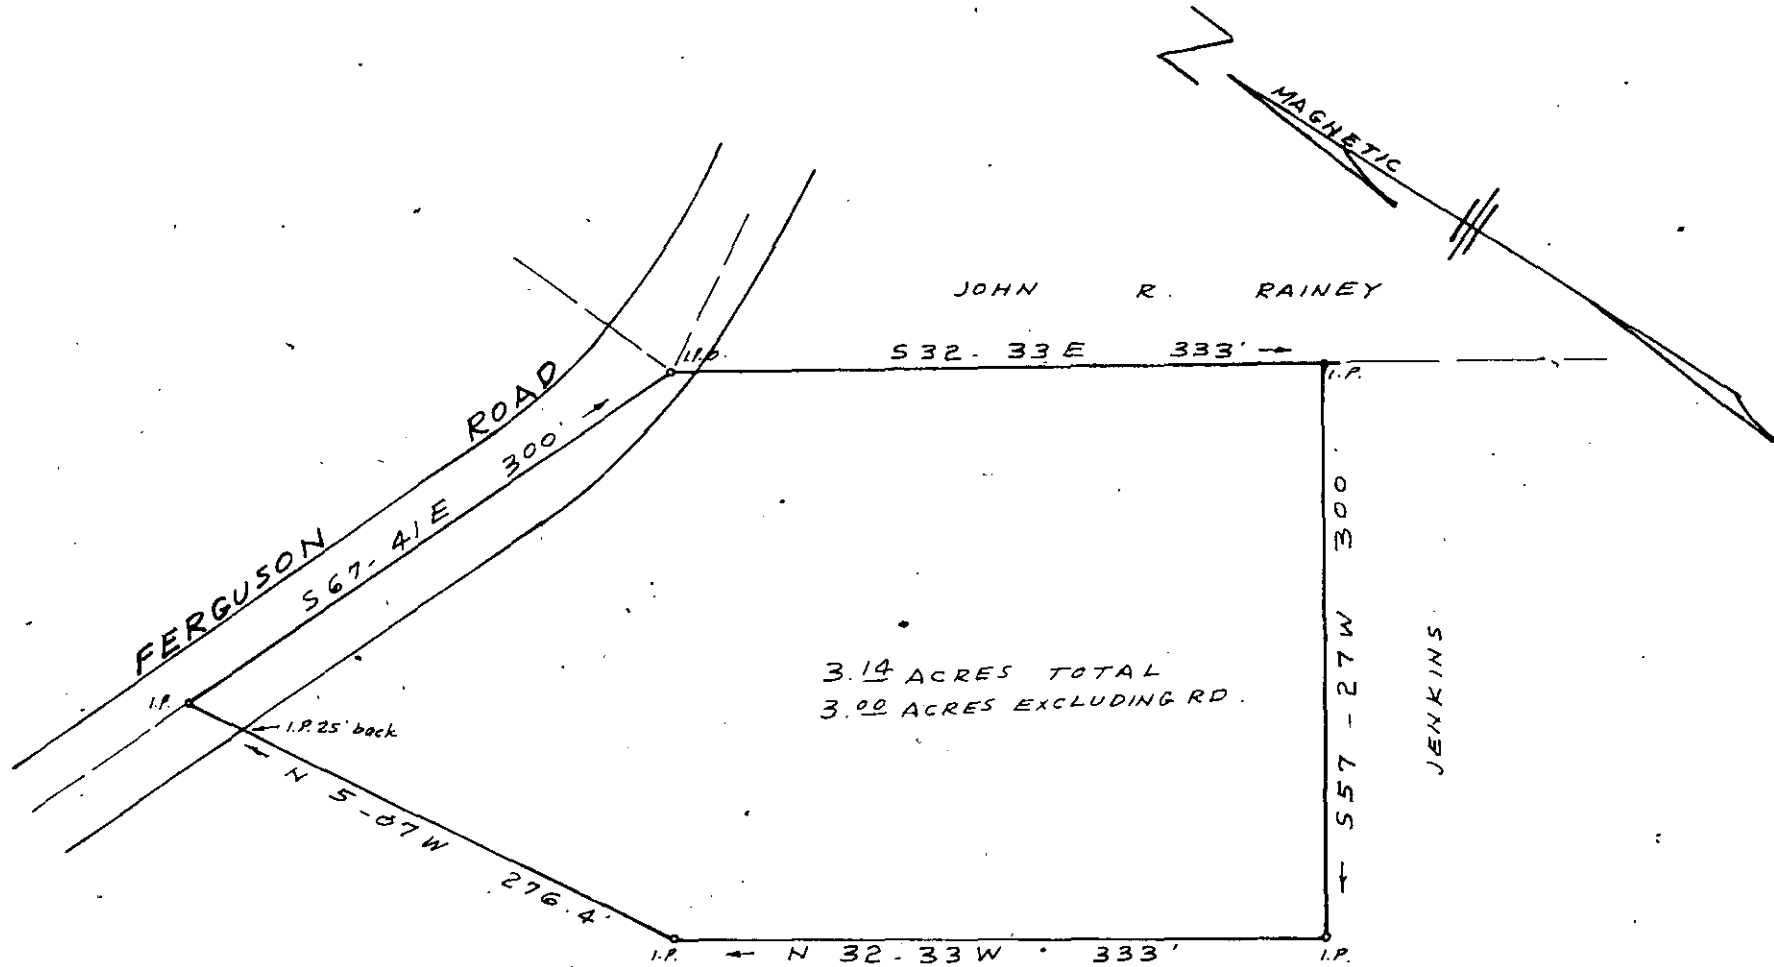 N
MAGNETIC
JOHN R. RAINEY
S 32-33 E 333'
I.P.O.
I.P.
FERGUSON ROAD
S 67-41 E 300'
300
S 57-27 W
JENKINS
3.14 ACRES TOTAL
3.00 ACRES EXCLUDING RD.
I.P.
I.P. 25' back
N 5-07 W 276.4'
I.P.
N 32-33 W 333'
I.P.